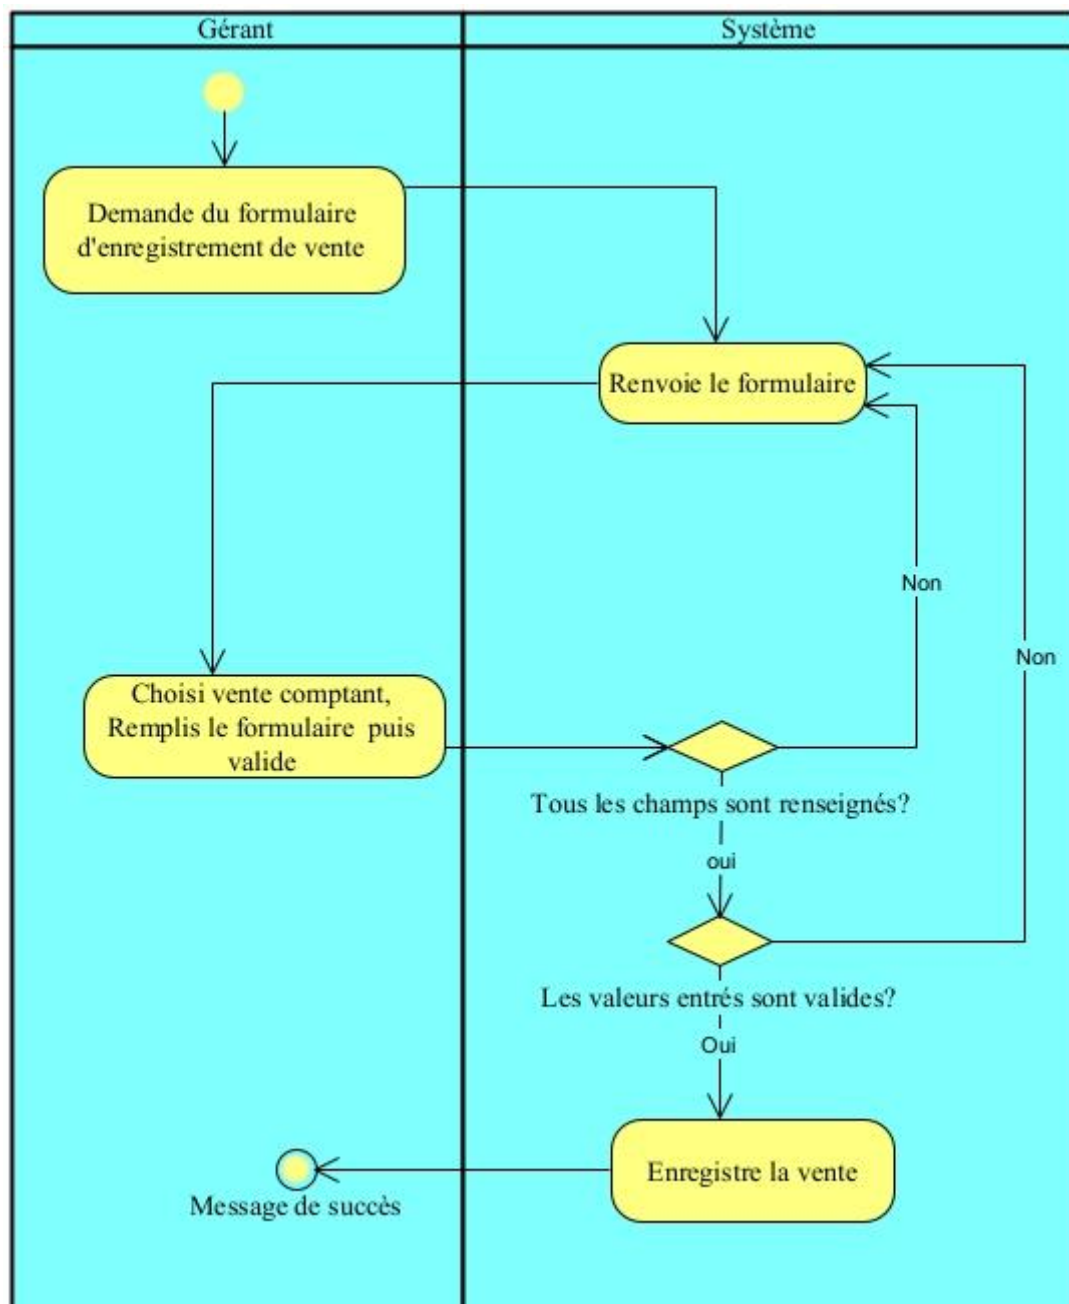 Gérant
Système
Demande du formulaire
d'enregistrement de vente
Renvoie le formulaire
Non
Non
Choisi vente comptant,
Remplis le formulaire puis
valide
Tous les champs sont renseignés?
oui
Les valeurs entrés sont valides?
Oui
Enregistre la vente
Message de succès